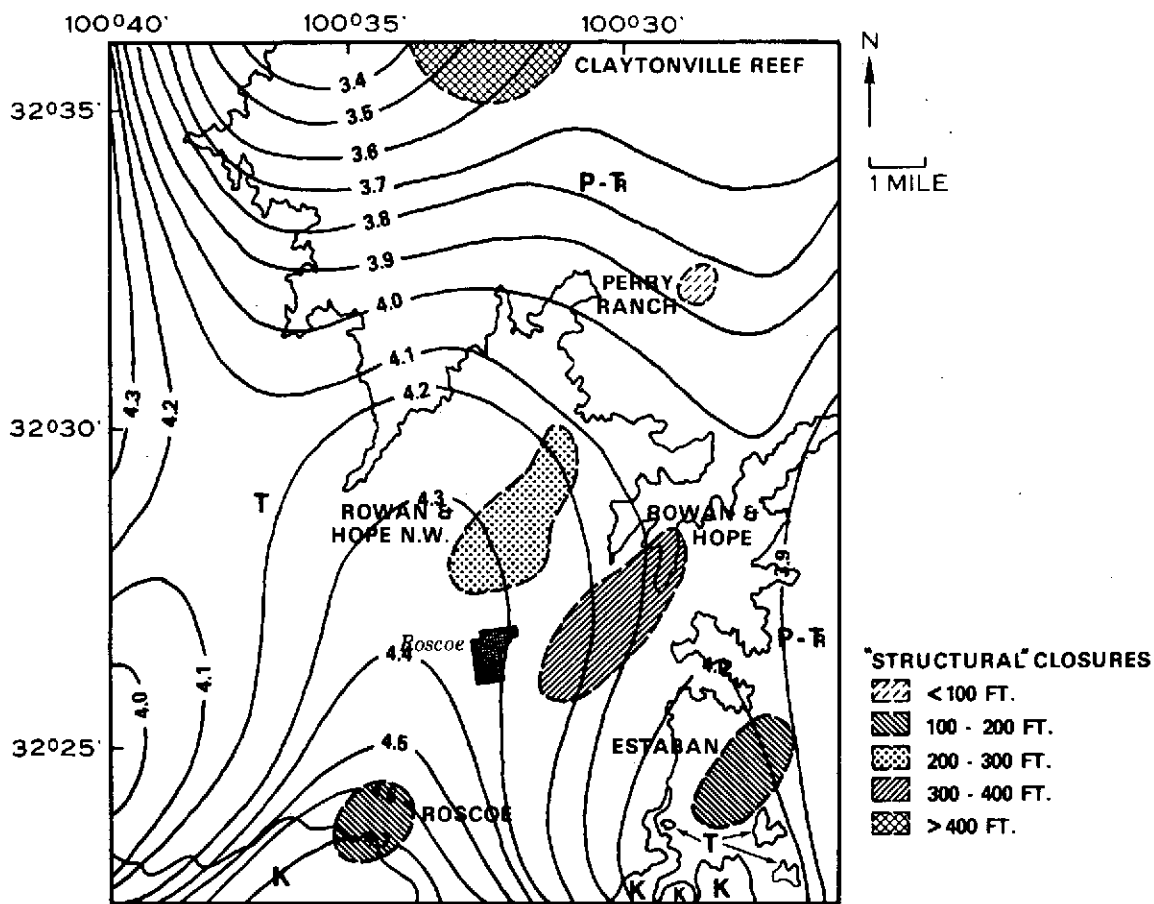 100°40' 100°35' 100°30'
N
CLAYTONVILLE REEF
32°35'
3.4
3.5
1 MILE
3.6
3.7
P-TR
3.8
3.9
PERRY
RANCH
4.0
4.1
4.3
4.2
4.2
32°30'
T
4.3
ROWAN &
HOPE N.W.
ROWAN &
HOPE
3.9
P-TR
Roscoe
4.4
4.1
4.0
"STRUCTURAL" CLOSURES
<100 FT.
100 - 200 FT.
200 - 300 FT.
300 - 400 FT.
>400 FT.
32°25'
4.5
ESTABAN
ROSCOE
T
K
K K K